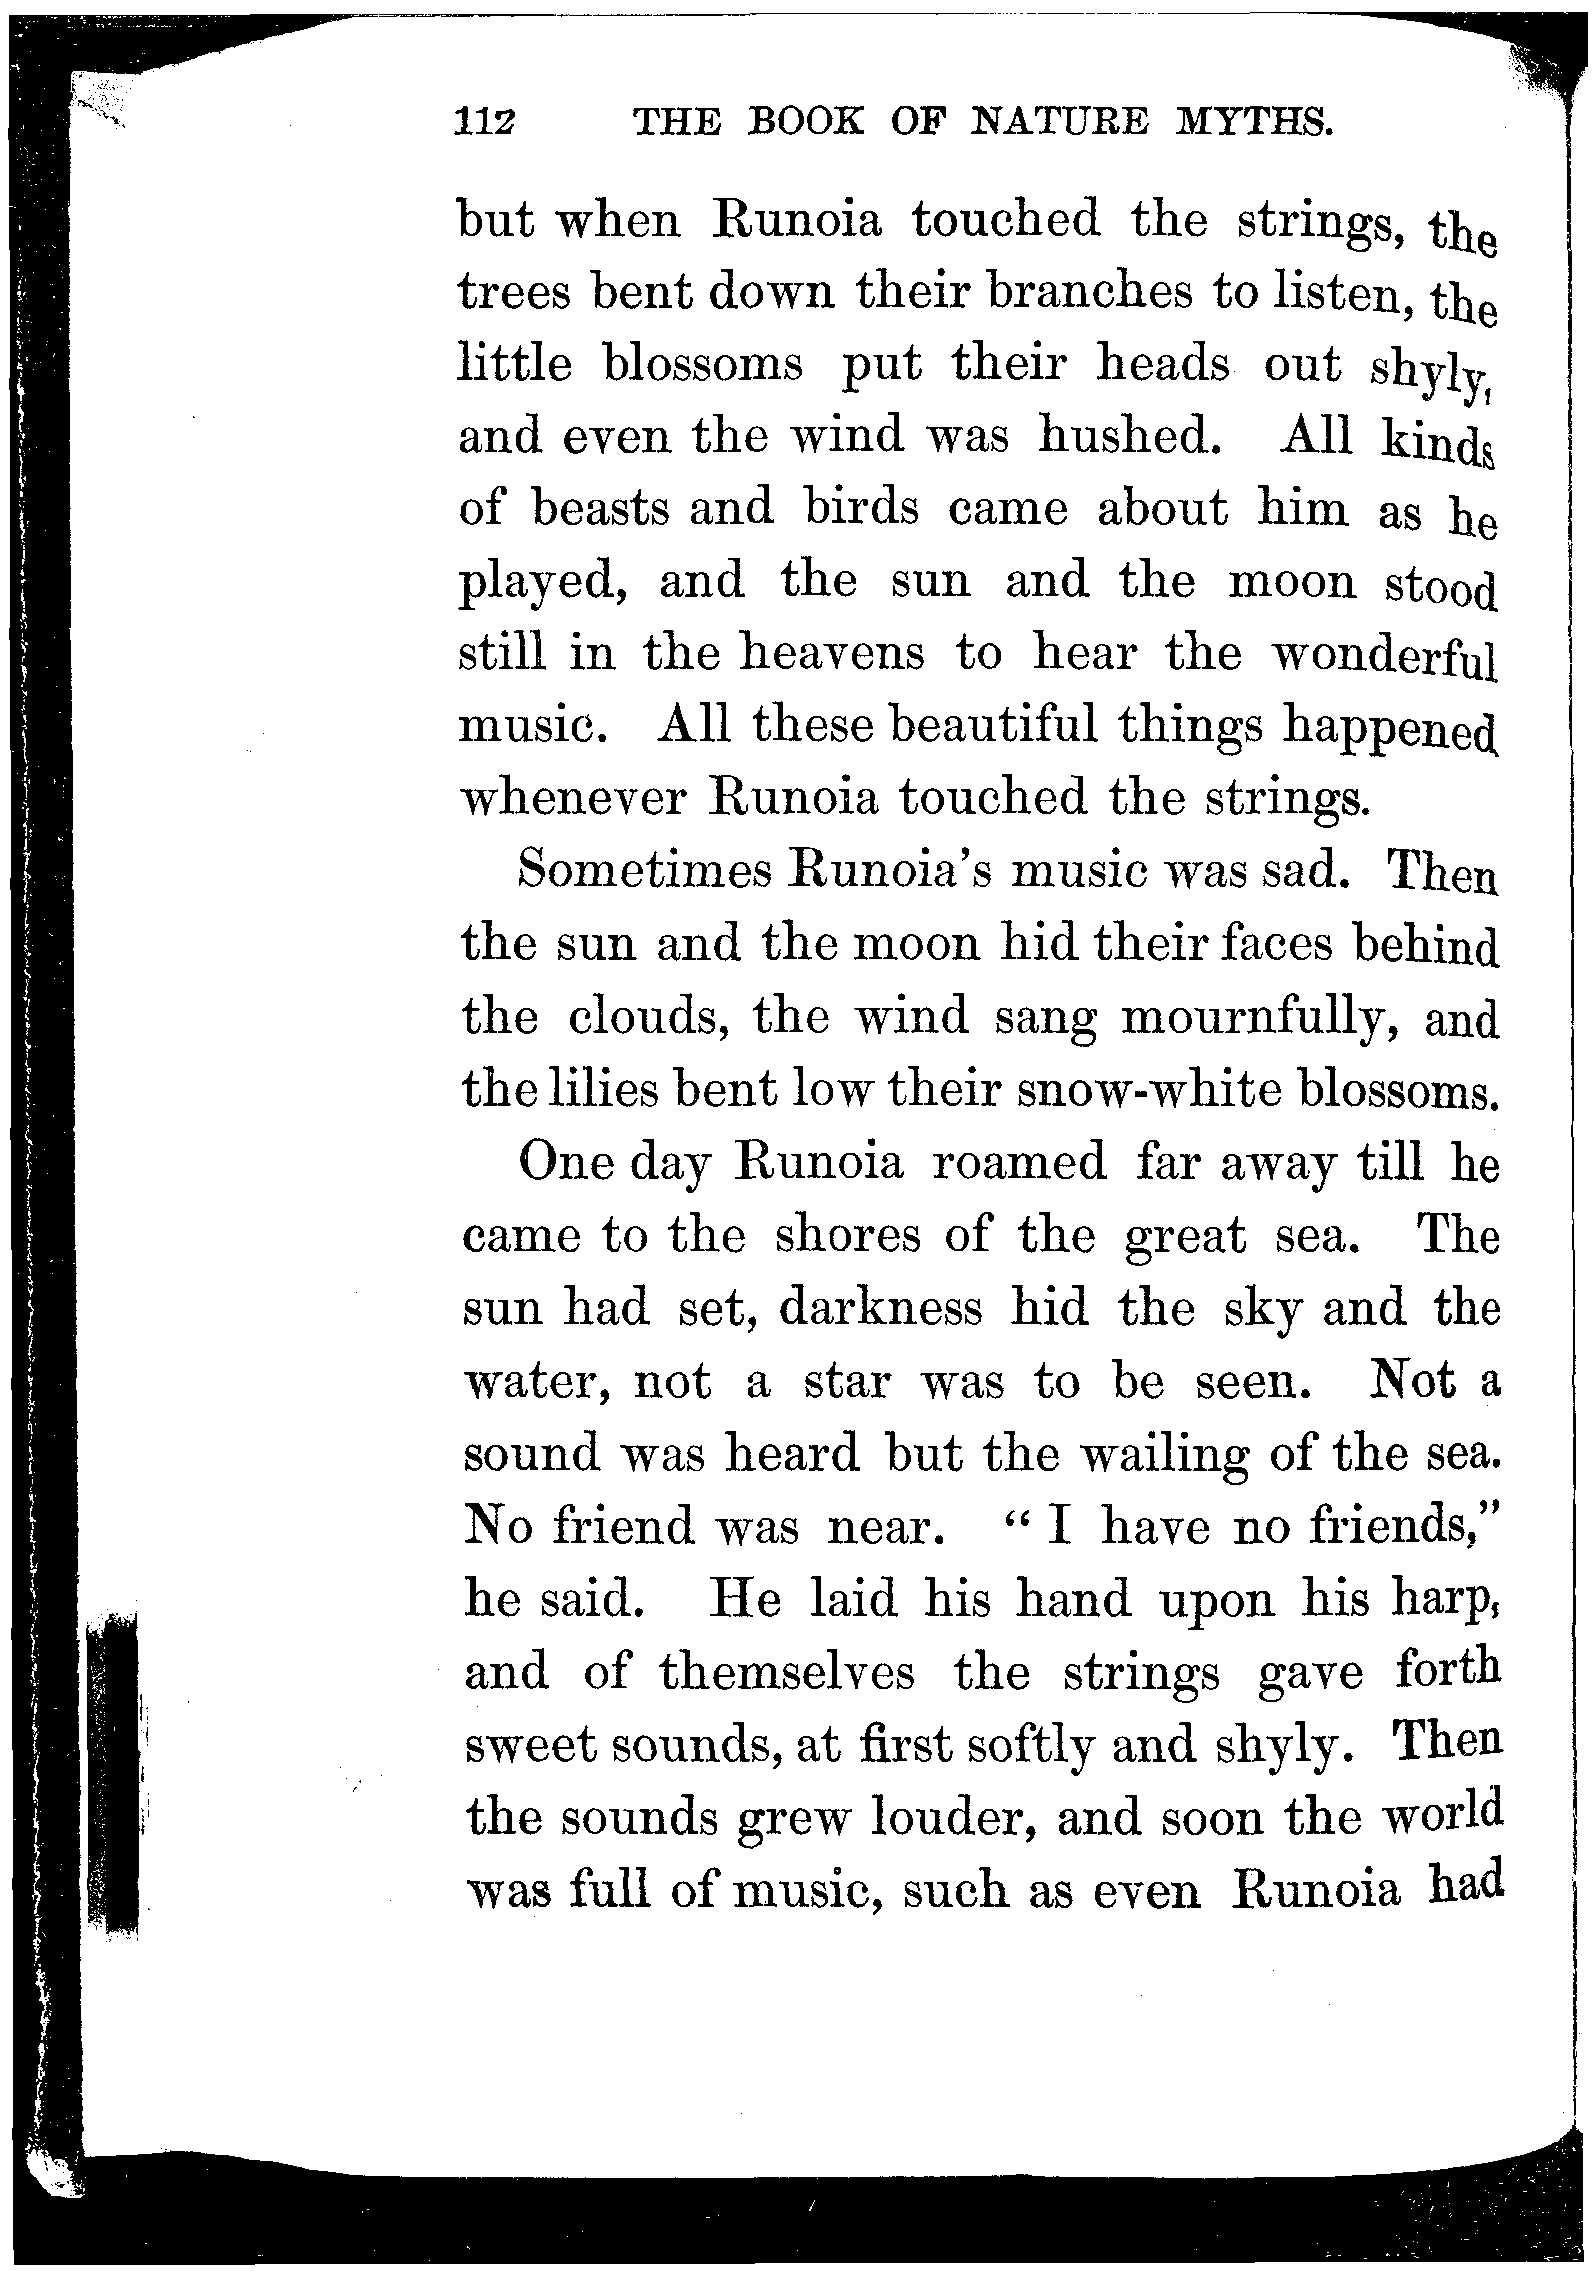 112 THE BOOK OF NATURE MYTHS.
but when Runoia touched the strings, the
trees bent down their branches to listen, the
little blossoms put their heads out shyly,
and even the wind was hushed. All kinds
of beasts and birds came about him as he
played, and the sun and the moon stood
still in the heavens to hear the wonderful
music. All these beautiful things happened
whenever Runoia touched the strings.
Sometimes Runoia's music was sad. Then
the sun and the moon hid their faces behind
the clouds, the wind sang mournfully, and
the lilies bent low their snow-white blossoms.
One day Runoia roamed far away till he
came to the shores of the great sea. The
sun had set, darkness hid the sky and the
water, not a star was to be seen. Not a
sound was heard but the wailing of the sea.
No friend was near. "I have no friends,"
he said. He laid his hand upon his harp,
and of themselves the strings gave forth
sweet sounds, at first softly and shyly. Then
the sounds grew louder, and soon the world
was full of music, such as even Runoia had